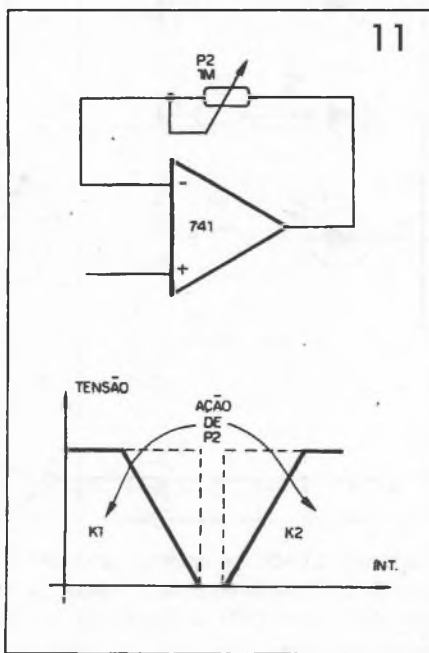 11
P2
1M
-
741
+
TENSÃO
AÇÃO
DE
P2
K1
K2
INT.